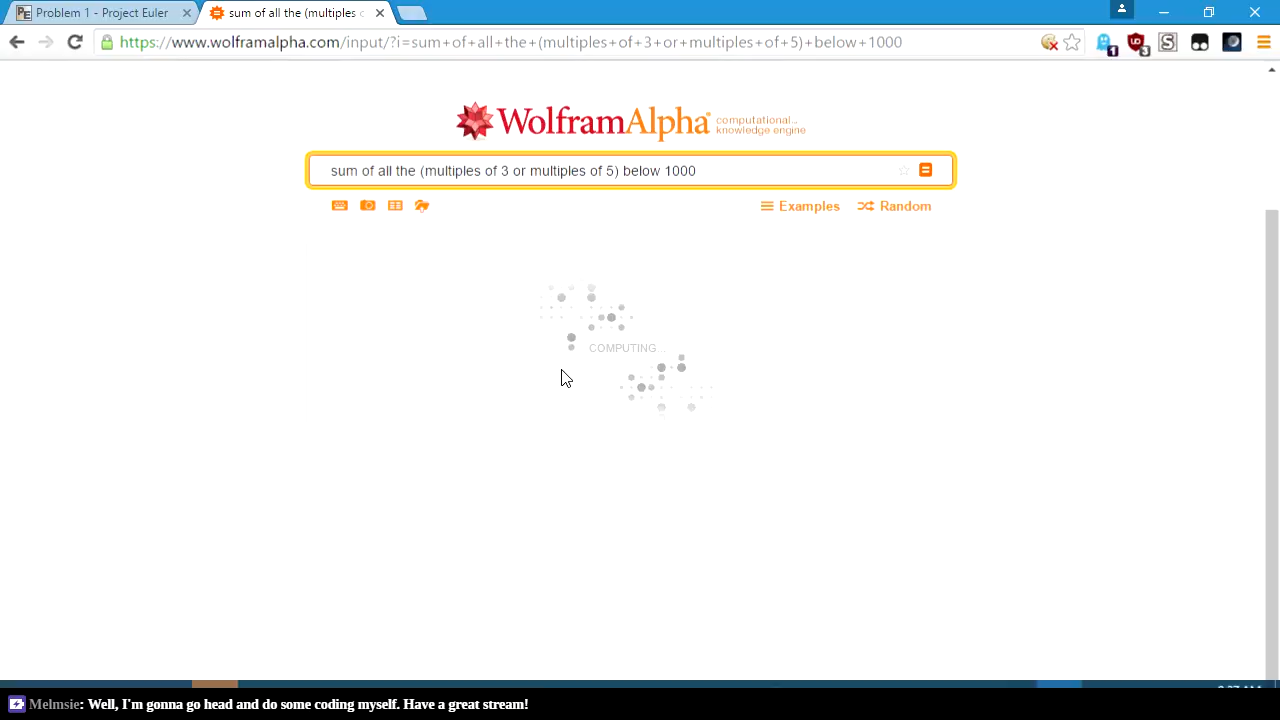 Problem 1 - Project Euler
sum of all the (multiples
https://www.wolframalpha.com/input/?i=sum+of+all+the+(multiples+of+3+or+multiples+of+5)+below+1000
1
3
WolframAlpha
computational...
knowledge engine
sum of all the (multiples of 3 or multiples of 5) below 1000
Examples
Random
COMPUTING...
Melmsie: Well, I'm gonna go head and do some coding myself. Have a great stream!